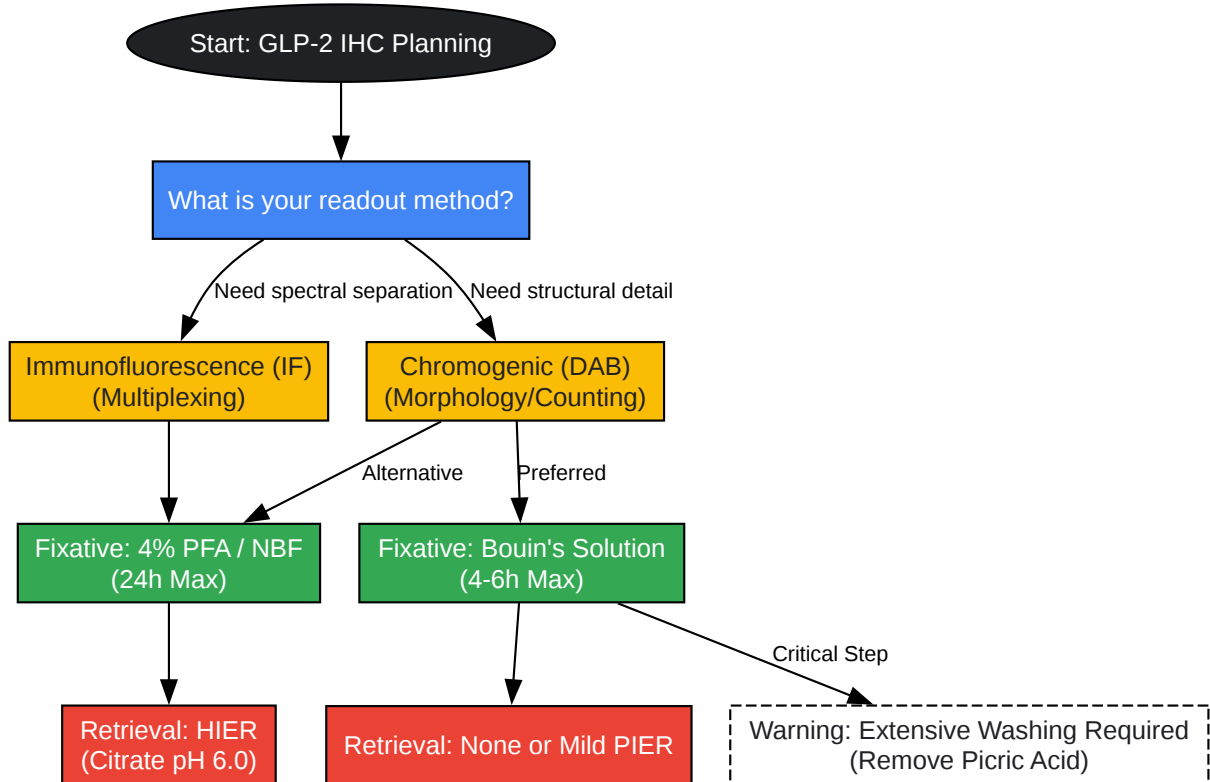 Start: GLP-2 IHC Planning
What is your readout method?
Need spectral separation
Need structural detail
Immunofluorescence (IF)
(Multiplexing)
Chromogenic (DAB)
(Morphology/Counting)
Alternative
Preferred
Fixative: 4% PFA / NBF
(24h Max)
Fixative: Bouin's Solution
(4-6h Max)
Critical Step
Retrieval: HIER
(Citrate pH 6.0)
Retrieval: None or Mild PIER
Warning: Extensive Washing Required
(Remove Picric Acid)